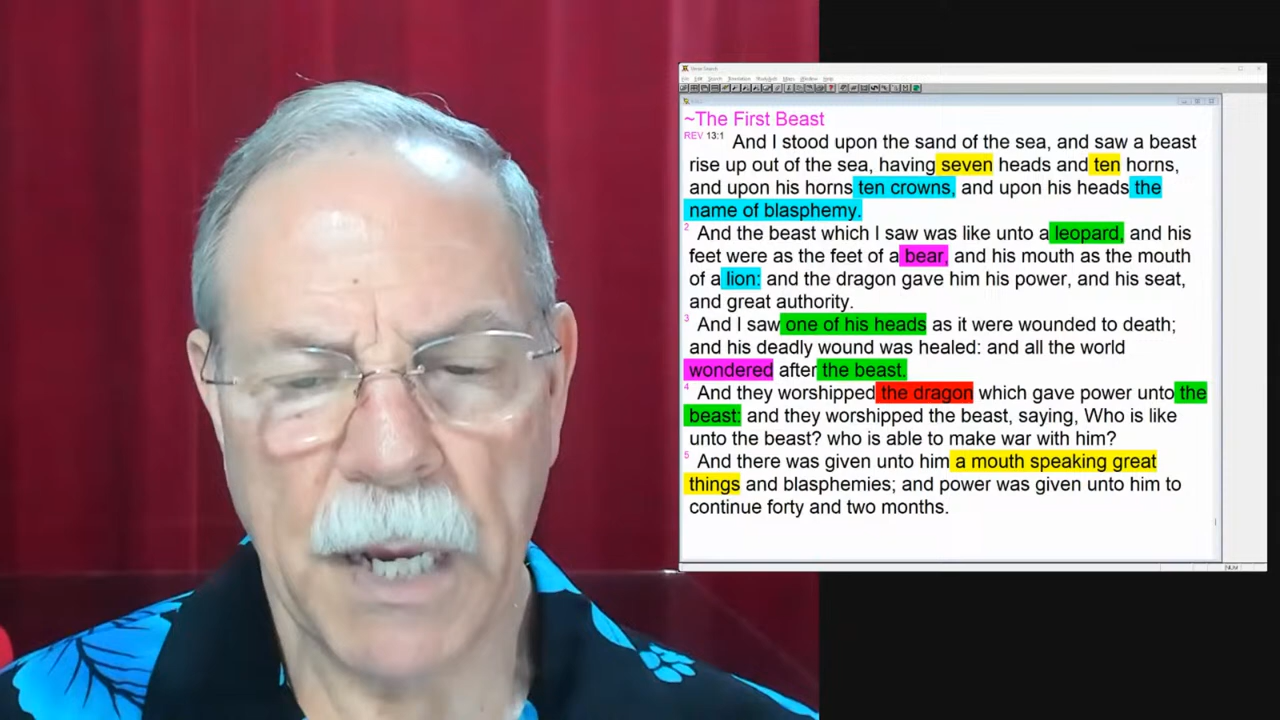 ~The First Beast
REV 13:1 And I stood upon the sand of the sea, and saw a beast
rise up out of the sea, having seven heads and ten horns,
and upon his horns ten crowns, and upon his heads the
name of blasphemy.
2 And the beast which I saw was like unto a leopard, and his
feet were as the feet of a bear, and his mouth as the mouth
of a lion: and the dragon gave him his power, and his seat,
and great authority.
3 And I saw one of his heads as it were wounded to death;
and his deadly wound was healed: and all the world
wondered after the beast.
4 And they worshipped the dragon which gave power unto the
beast: and they worshipped the beast, saying, Who is like
unto the beast? who is able to make war with him?
5 And there was given unto him a mouth speaking great
things and blasphemies; and power was given unto him to
continue forty and two months.
NUM